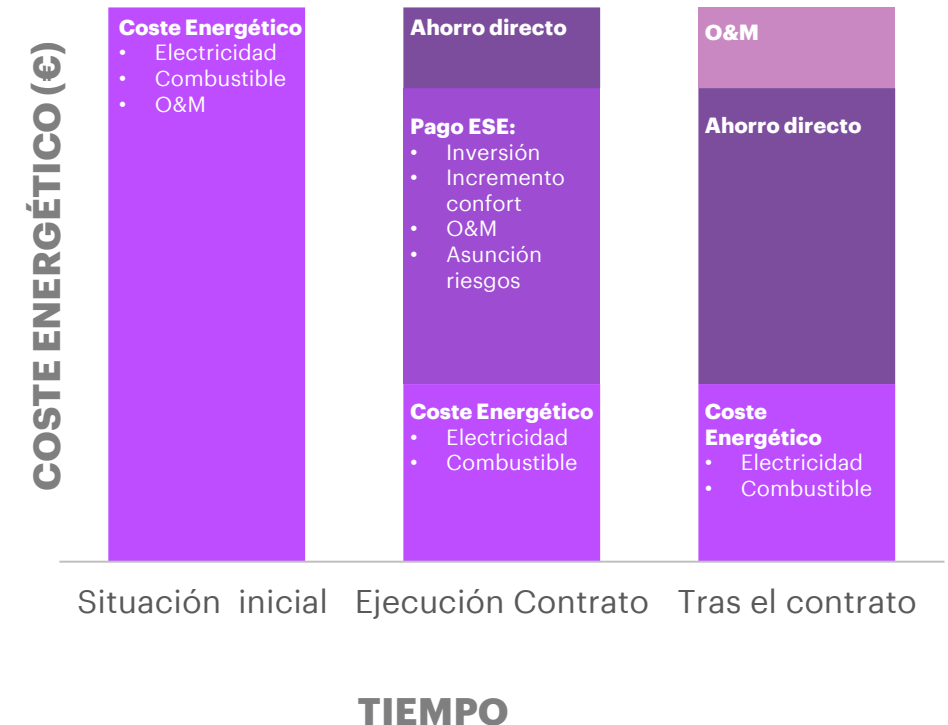 COSTE ENERGÉTICO (€)
Coste Energético
• Electricidad
• Combustible
• O&M
Ahorro directo
Pago ESE:
• Inversión
• Incremento
confort
• O&M
• Asunción
riesgos
Coste Energético
• Electricidad
• Combustible
O&M
Ahorro directo
Coste
Energético
• Electricidad
• Combustible
Situación inicial
Ejecución Contrato
Tras el contrato
TIEMPO